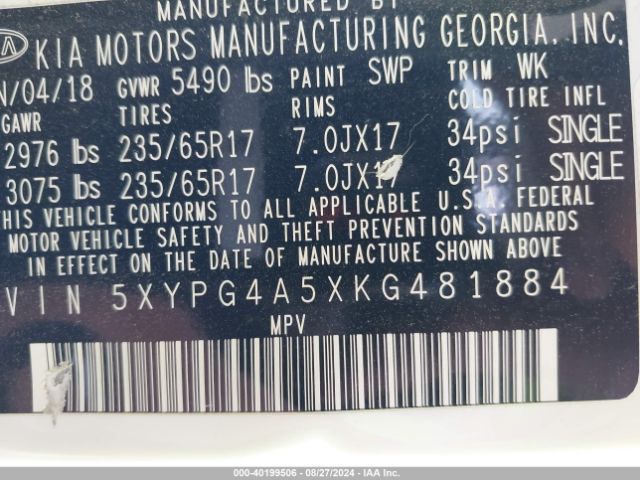 MANUFACTURED BY
KIA MOTORS MANUFACTURING GEORGIA, INC.
/04/18 GVWR 5490 lbs PAINT SWP TRIM WK
GAWR TIRES RIMS COLD TIRE INFL
2976 lbs 235/65R17 7.0JX17 34psi SINGLE
3075 lbs 235/65R17 7.0JX17 34psi SINGLE
THIS VEHICLE CONFORMS TO ALL APPLICABLE U.S.A. FEDERAL
MOTOR VEHICLE SAFETY AND THEFT PREVENTION STANDARDS
IN EFFECT ON THE DATE OF MANUFACTURE SHOWN ABOVE
VIN 5XYPG4A5XKG481884
MPV
000-40199506 - 08/27/2024 - IAAI.COM